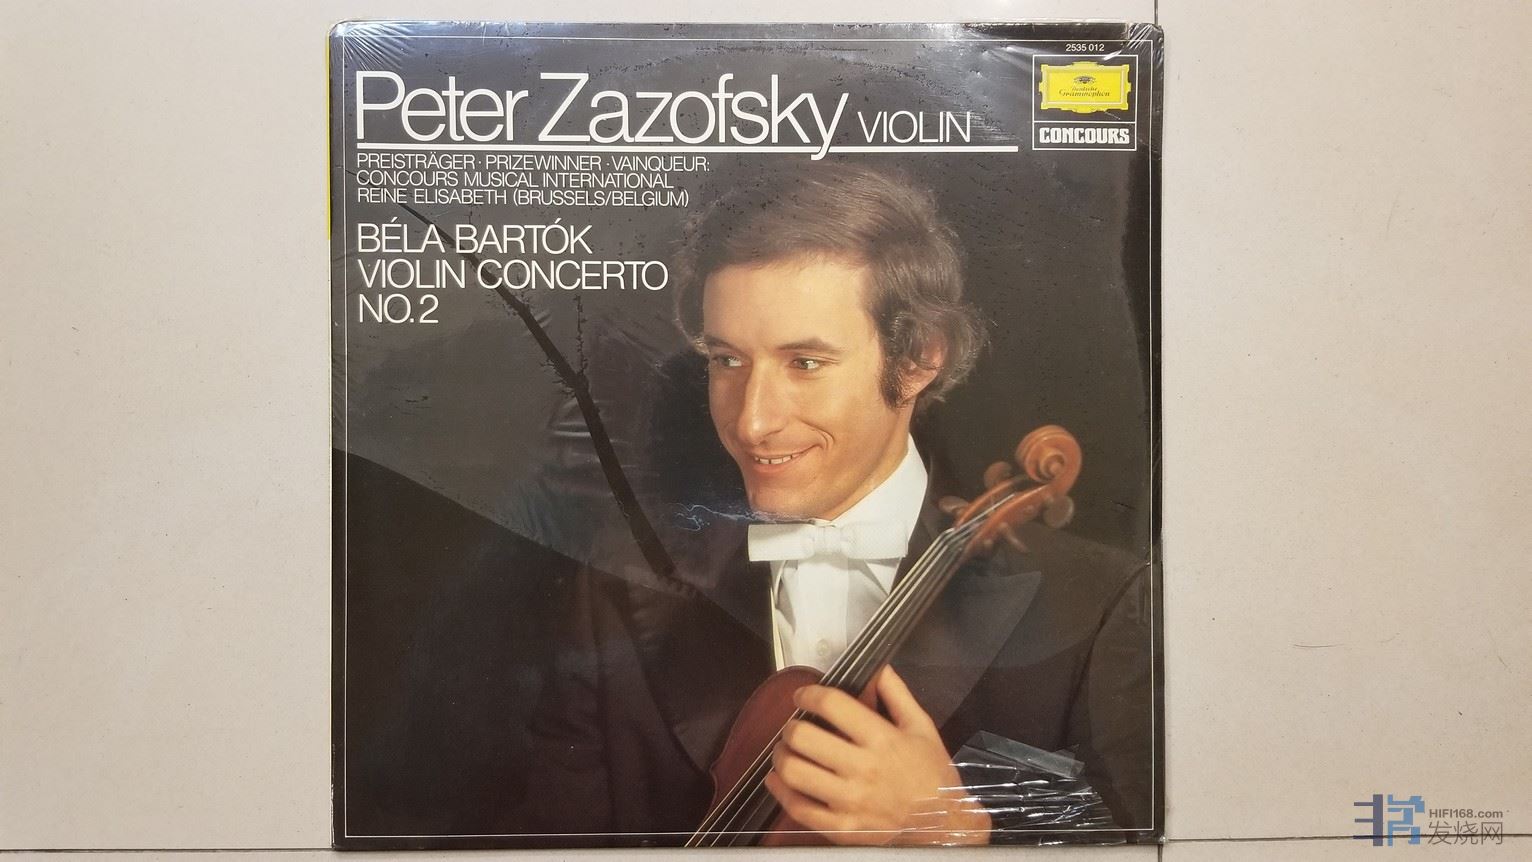 2535 012
Deutsche
Grammophon
CONCOURS
Peter Zazofsky VIOLIN
PREISTRÄGER · PRIZEWINNER · VAINQUEUR:
CONCOURS MUSICAL INTERNATIONAL
REINE ELISABETH (BRUSSELS/BELGIUM)
BÉLA BARTÓK
VIOLIN CONCERTO
NO. 2
HIFI168.com
发烧网